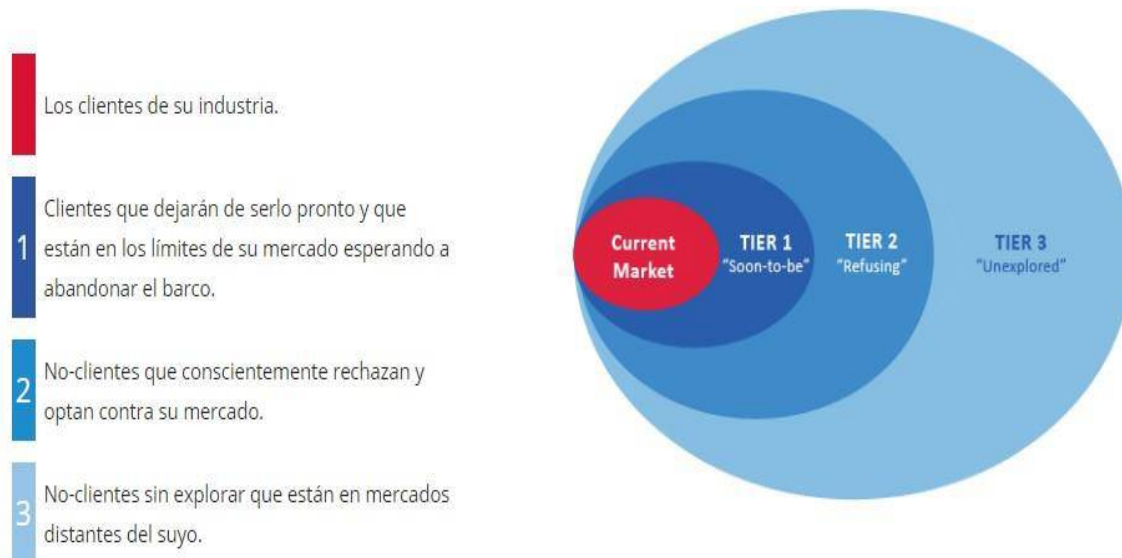 Los clientes de su industria.
1
Clientes que dejarán de serlo pronto y que
están en los límites de su mercado esperando a
abandonar el barco.
2
No-clientes que conscientemente rechazan y
optan contra su mercado.
3
No-clientes sin explorar que están en mercados
distantes del suyo.
Current
Market
TIER 1
"Soon-to-be"
TIER 2
"Refusing"
TIER 3
"Unexplored"